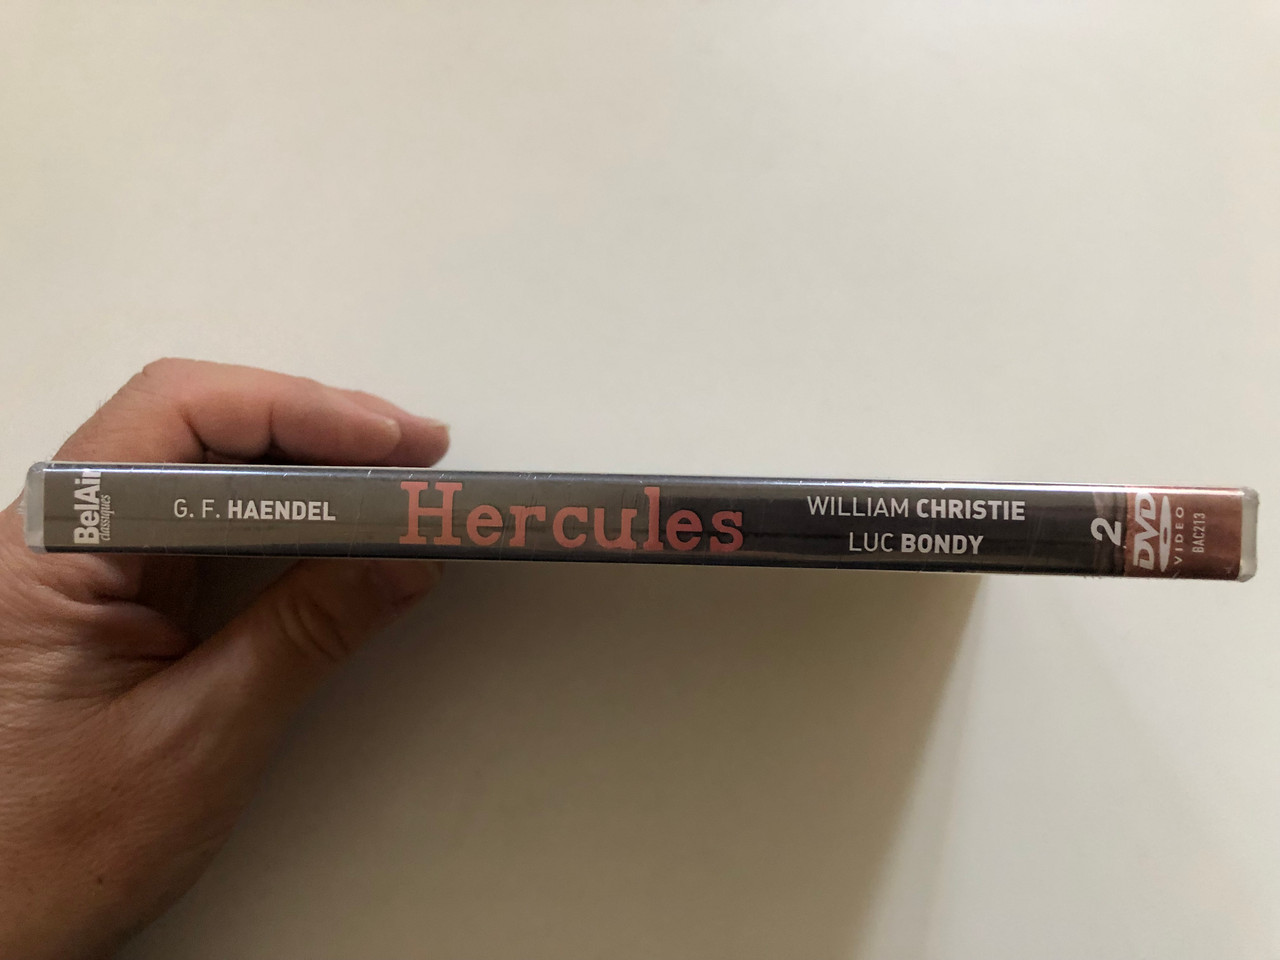 BelAir
classiques
G. F. HAENDEL
Hercules
WILLIAM CHRISTIE
LUC BONDY
2
DVD
VIDEO
BAC213